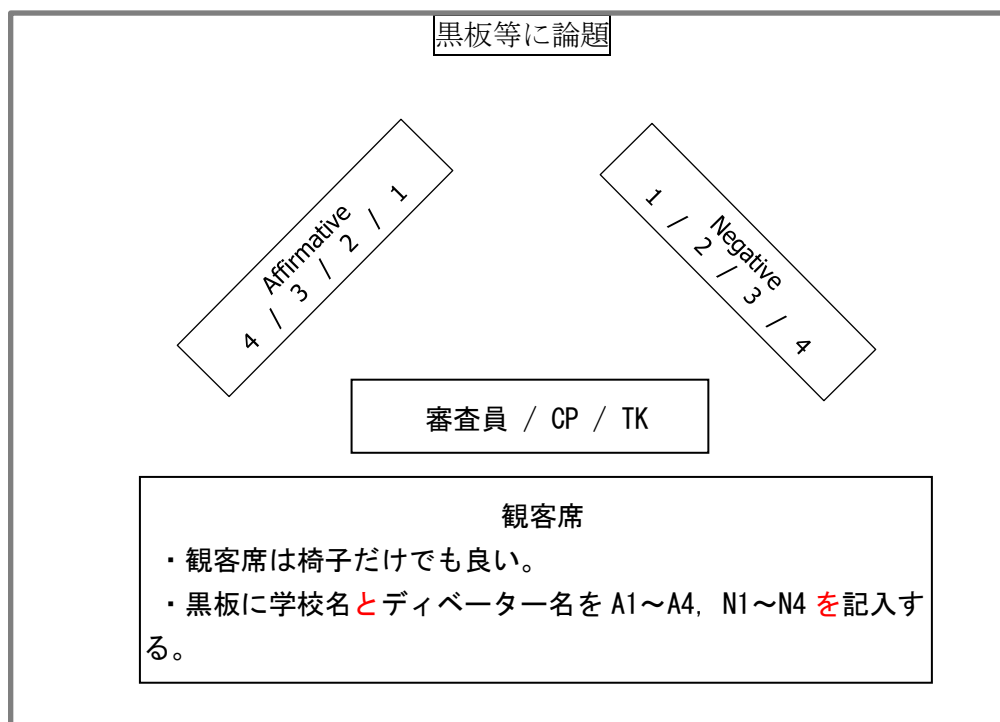 黒板等に論題
Affirmative
4 / 3 / 2 / 1
Negative
1 / 2 / 3 / 4
審査員 / CP / TK
観客席
・観客席は椅子だけでも良い。
・黒板に学校名とディベーター名を A1～A4, N1～N4 を記入す
る。